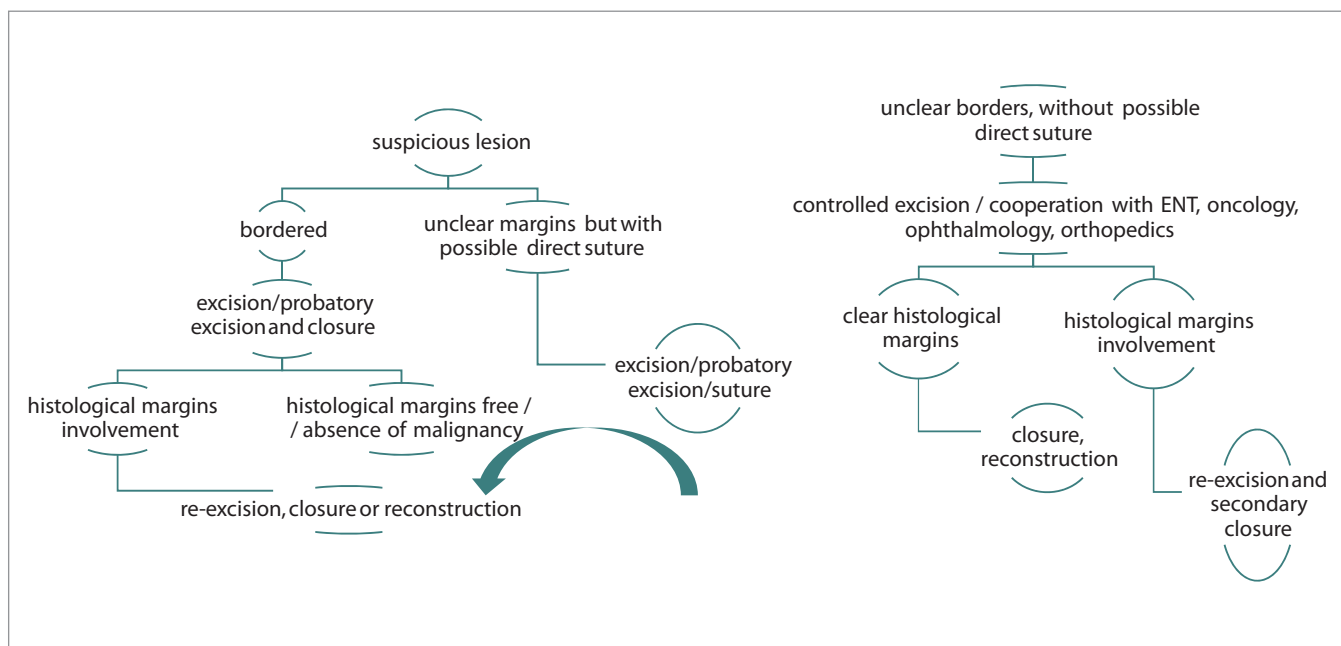 suspicious lesion
bordered
unclear margins but with
possible direct suture
excision/probatory
excision and closure
excision/probatory
excision/suture
histological margins
involvement
histological margins free /
/ absence of malignancy
re-excision, closure or reconstruction
unclear borders, without possible
direct suture
controlled excision / cooperation with ENT, oncology,
ophthalmology, orthopedics
clear histological
margins
histological margins
involvement
closure,
reconstruction
re-excision and
secondary
closure